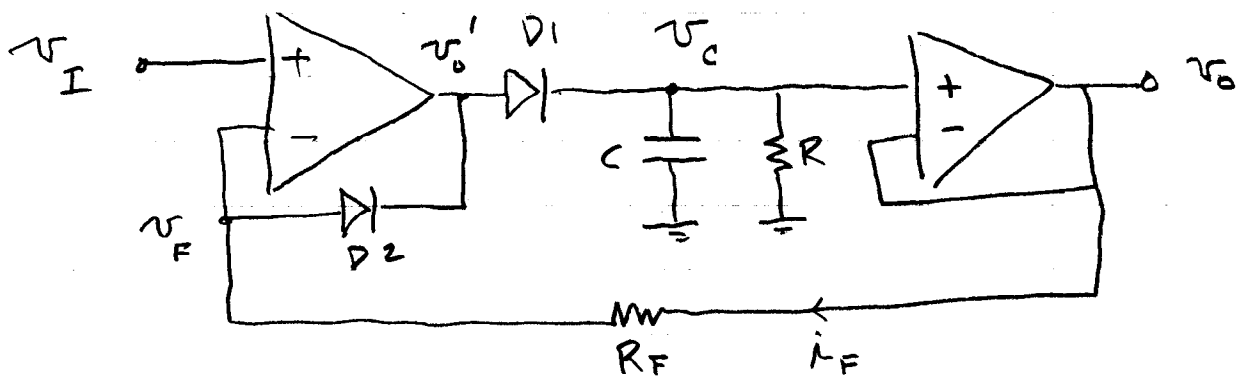 v_I
+
−
v_o'
D1
v_C
C
R
+
−
v_o
v_F
D2
R_F
i_F